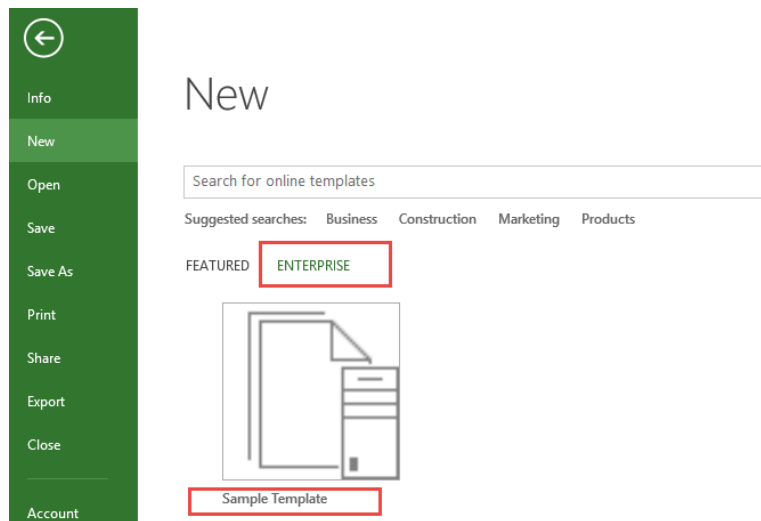 Info
New
Open
Save
Save As
Print
Share
Export
Close
Account
New
Search for online templates
Suggested searches: Business Construction Marketing Products
FEATURED ENTERPRISE
Sample Template